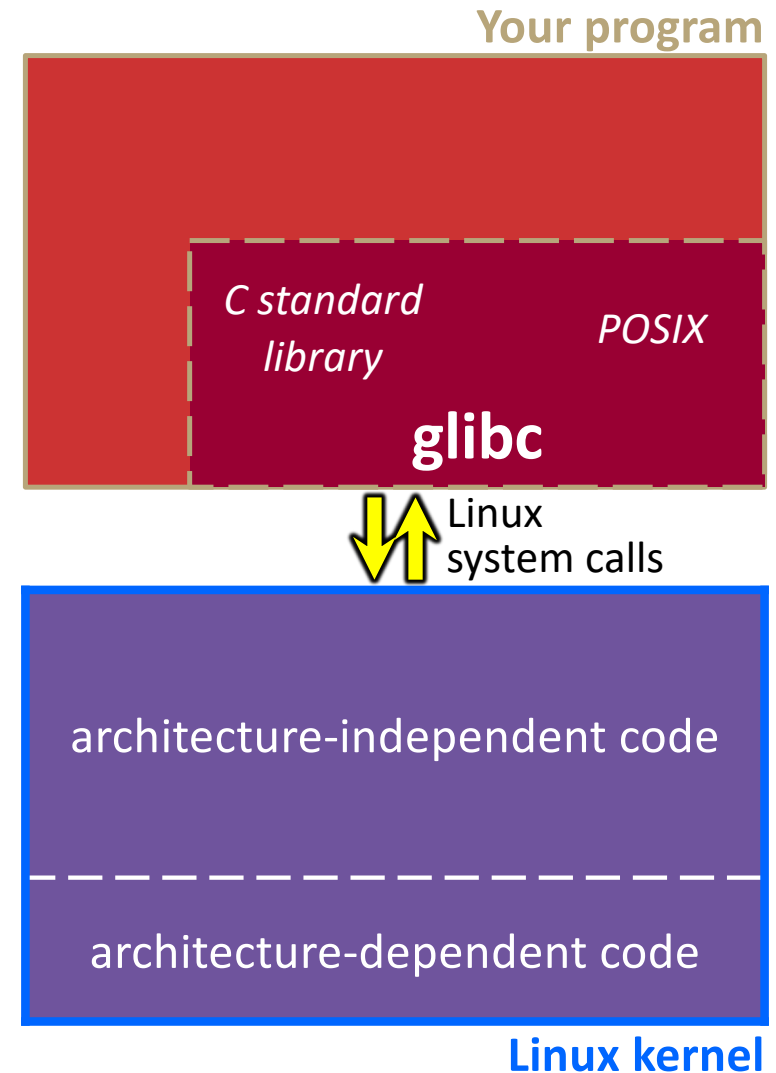 Your program
C standard
library
POSIX
glibc
Linux
system calls
architecture-independent code
architecture-dependent code
Linux kernel